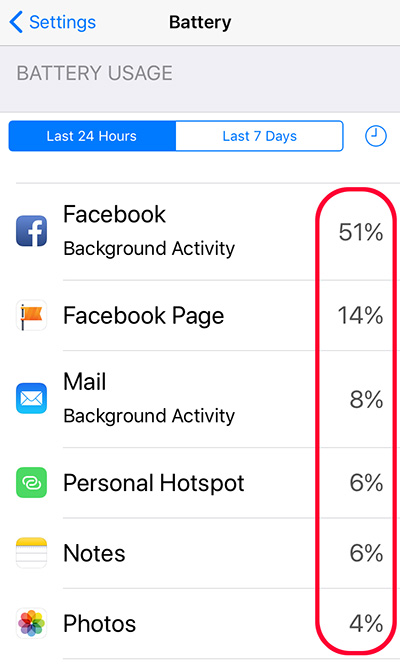 Settings
Battery
BATTERY USAGE
Last 24 Hours
Last 7 Days
Facebook
Background Activity
51%
Facebook Page
14%
Mail
Background Activity
8%
Personal Hotspot
6%
Notes
6%
Photos
4%